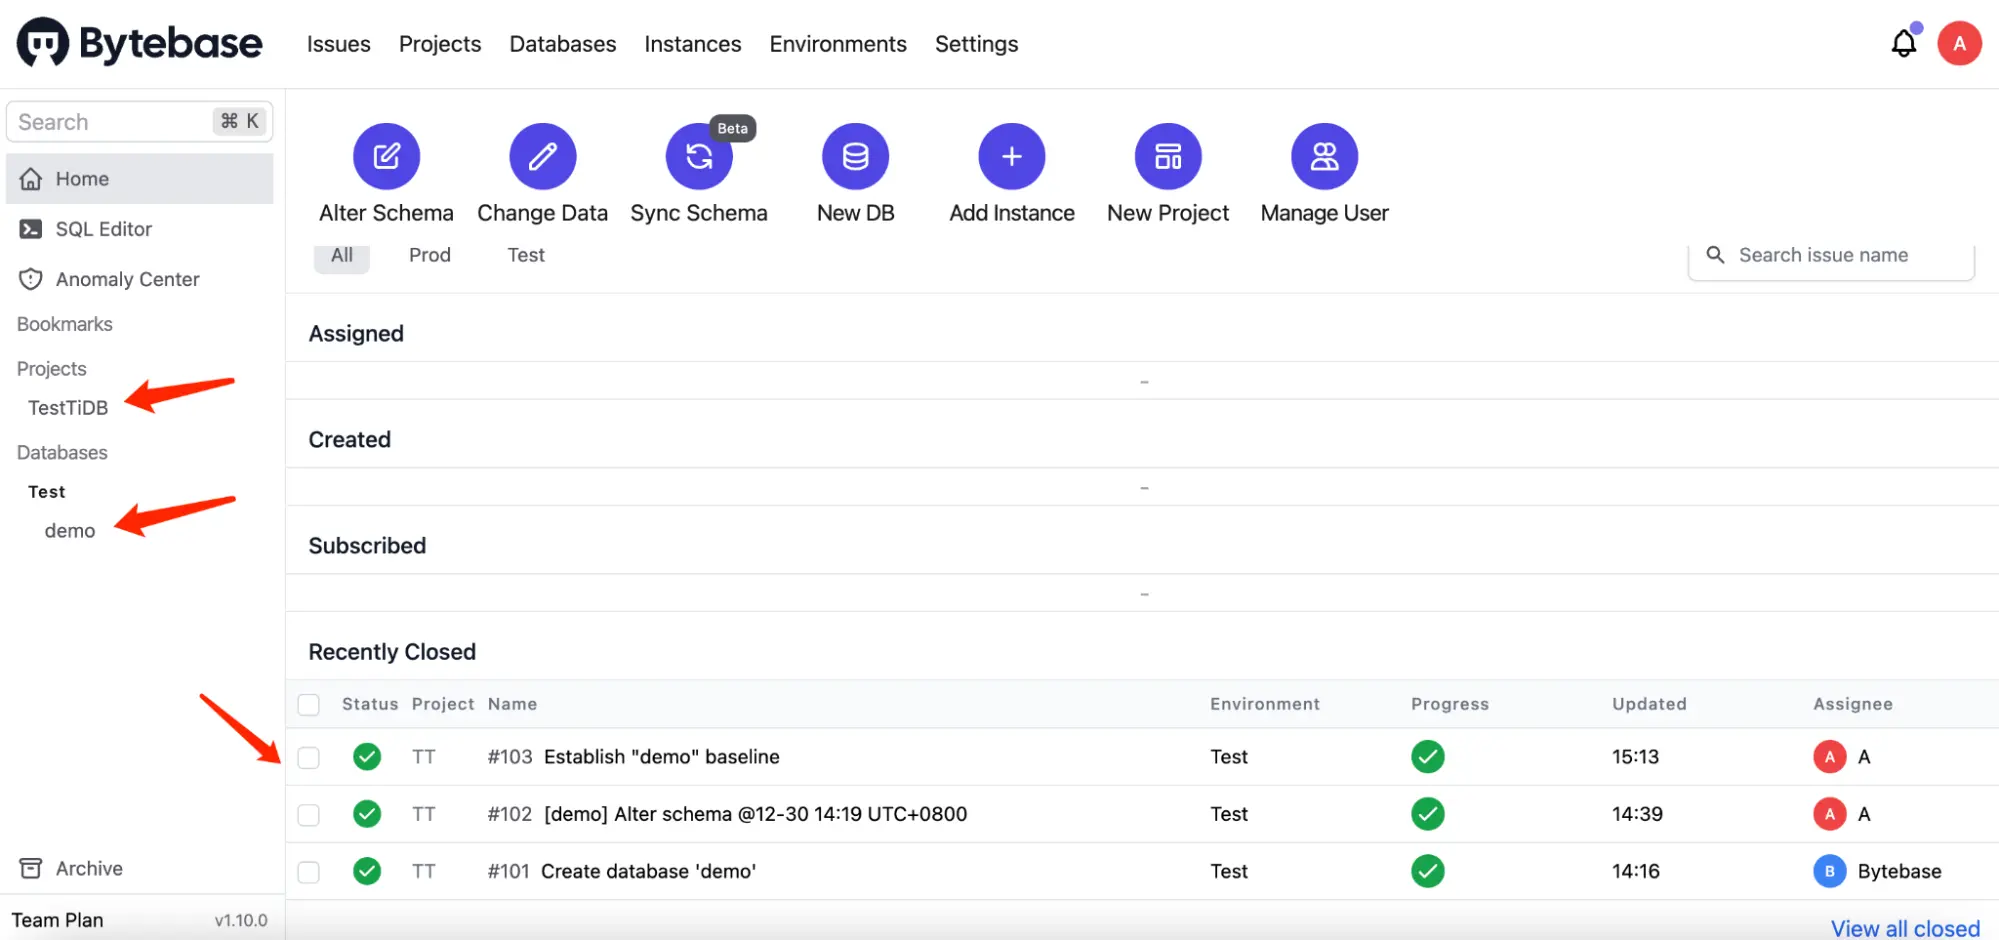 Bytebase Issues Projects Databases Instances Environments Settings A
Search ⌘ K
Home
SQL Editor
Anomaly Center
Bookmarks
Projects
TestTiDB
Databases
Test
demo
Archive
Team Plan v1.10.0
Beta
Alter Schema Change Data Sync Schema New DB Add Instance New Project Manage User
All Prod Test Search issue name
Assigned
–
Created
–
Subscribed
–
Recently Closed
Status Project Name Environment Progress Updated Assignee
TT #103 Establish "demo" baseline Test 15:13 A A
TT #102 [demo] Alter schema @12-30 14:19 UTC+0800 Test 14:39 A A
TT #101 Create database 'demo' Test 14:16 B Bytebase
View all closed